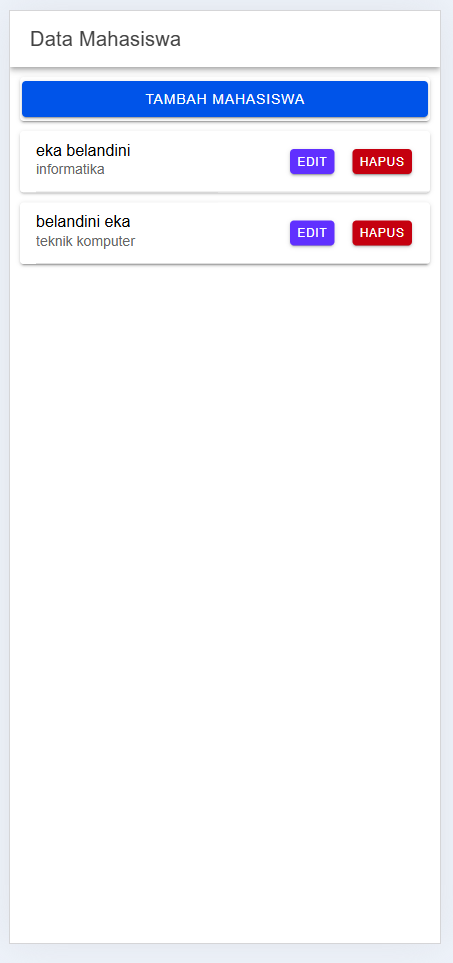 Data Mahasiswa
TAMBAH MAHASISWA
eka belandini
informatika
EDIT
HAPUS
belandini eka
teknik komputer
EDIT
HAPUS